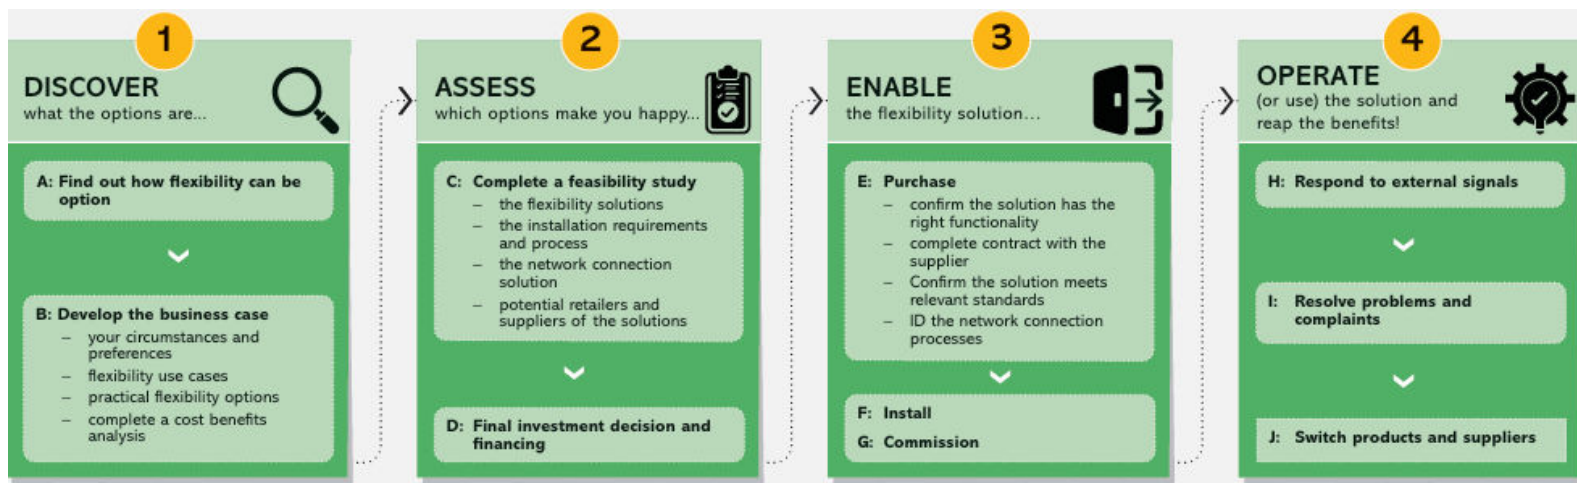 1
DISCOVER
what the options are...
A: Find out how flexibility can be
option
B: Develop the business case
– your circumstances and
preferences
– flexibility use cases
– practical flexibility options
– complete a cost benefits
analysis
2
ASSESS
which options make you happy...
C: Complete a feasibility study
– the flexibility solutions
– the installation requirements
and process
– the network connection
solution
– potential retailers and
suppliers of the solutions
D: Final investment decision and
financing
3
ENABLE
the flexibility solution...
E: Purchase
– confirm the solution has the
right functionality
– complete contract with the
supplier
– Confirm the solution meets
relevant standards
– ID the network connection
processes
F: Install
G: Commission
4
OPERATE
(or use) the solution and
reap the benefits!
H: Respond to external signals
I: Resolve problems and
complaints
J: Switch products and suppliers